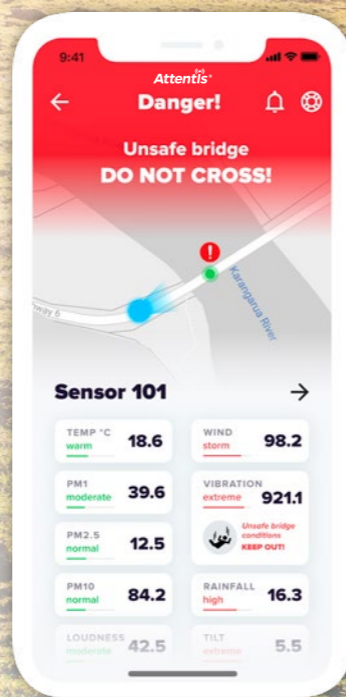 9:41
Attentis
Danger!
Unsafe bridge
DO NOT CROSS!
Karangarua River
Sensor 101
TEMP °C
warm
18.6
WIND
storm
98.2
PM1
moderate
39.6
VIBRATION
extreme
921.1
Unsafe bridge
conditions
KEEP OUT!
PM2.5
normal
12.5
PM10
normal
84.2
RAINFALL
high
16.3
LOUDNESS
moderate
42.5
TILT
extreme
5.5